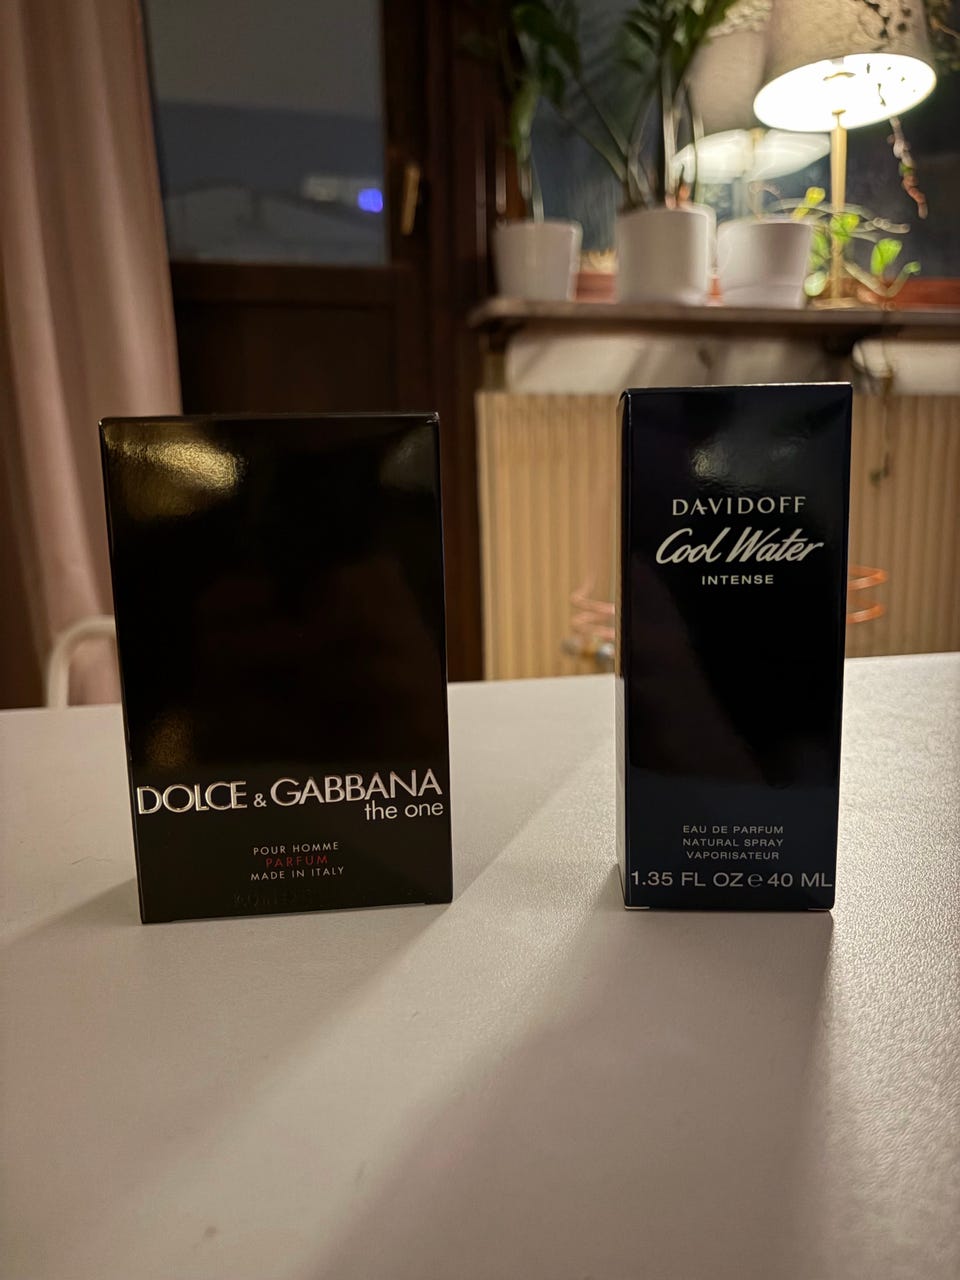 DOLCE & GABBANA
the one
POUR HOMME
PARFUM
MADE IN ITALY
DAVIDOFF
Cool Water
INTENSE
EAU DE PARFUM
NATURAL SPRAY
VAPORISATEUR
1.35 FL OZ ℮ 40 ML